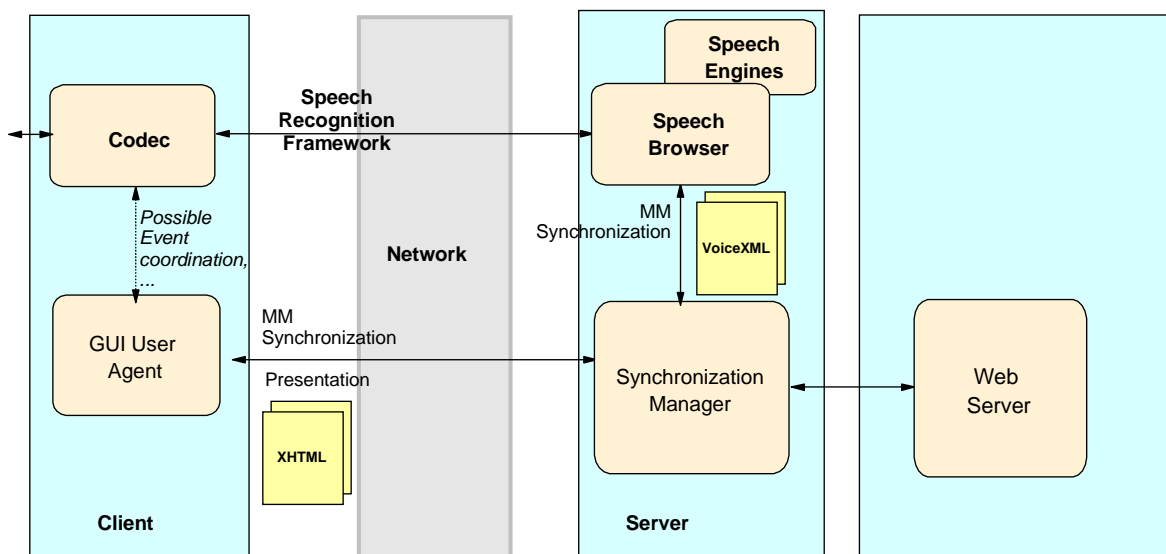 Speech
Engines
Codec
Speech
Recognition
Framework
Speech
Browser
Possible
Event
coordination,
...
Network
MM
Synchronization
VoiceXML
GUI User
Agent
MM
Synchronization
Presentation
XHTML
Synchronization
Manager
Web
Server
Client
Server